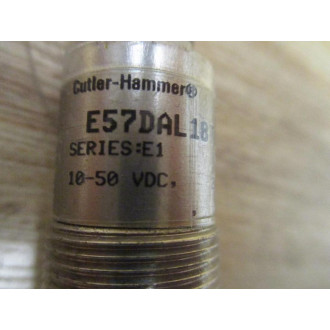 Cutler-Hammer®
E57DAL18
SERIES:E1
10-50 VDC,